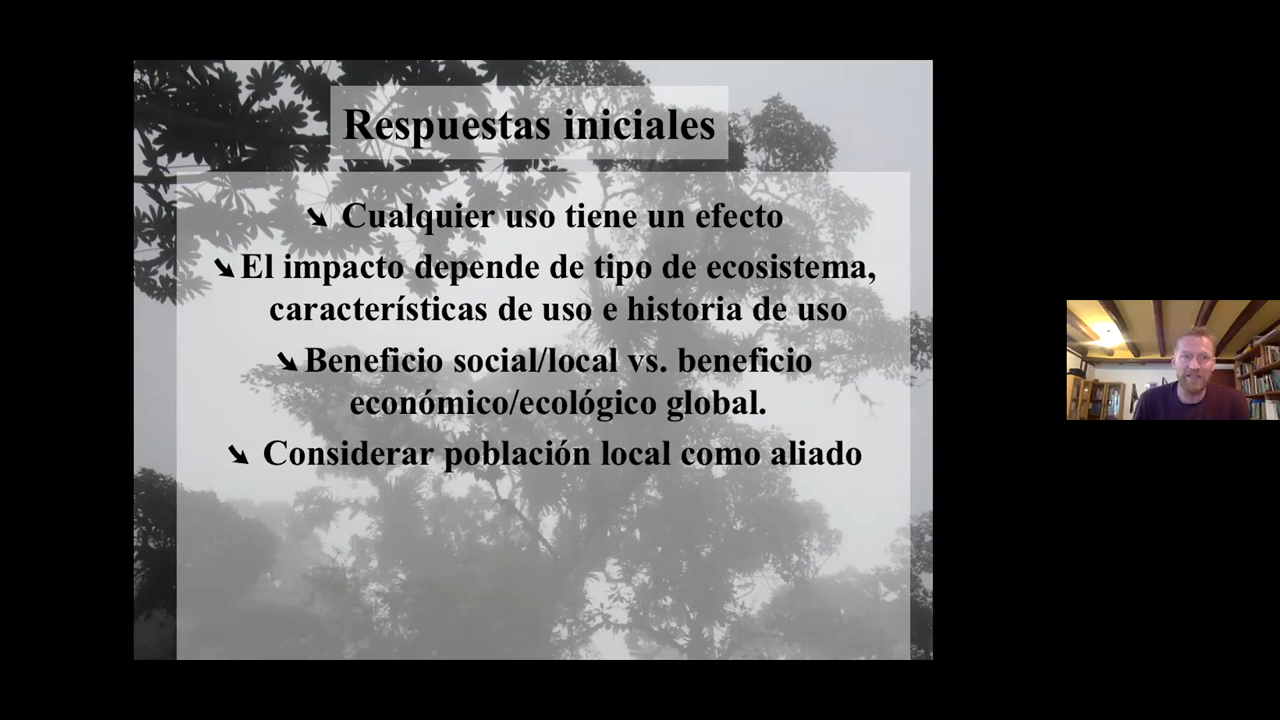 Respuestas iniciales
➘ Cualquier uso tiene un efecto
➘El impacto depende de tipo de ecosistema,
características de uso e historia de uso
➘Beneficio social/local vs. beneficio
económico/ecológico global.
➘ Considerar población local como aliado